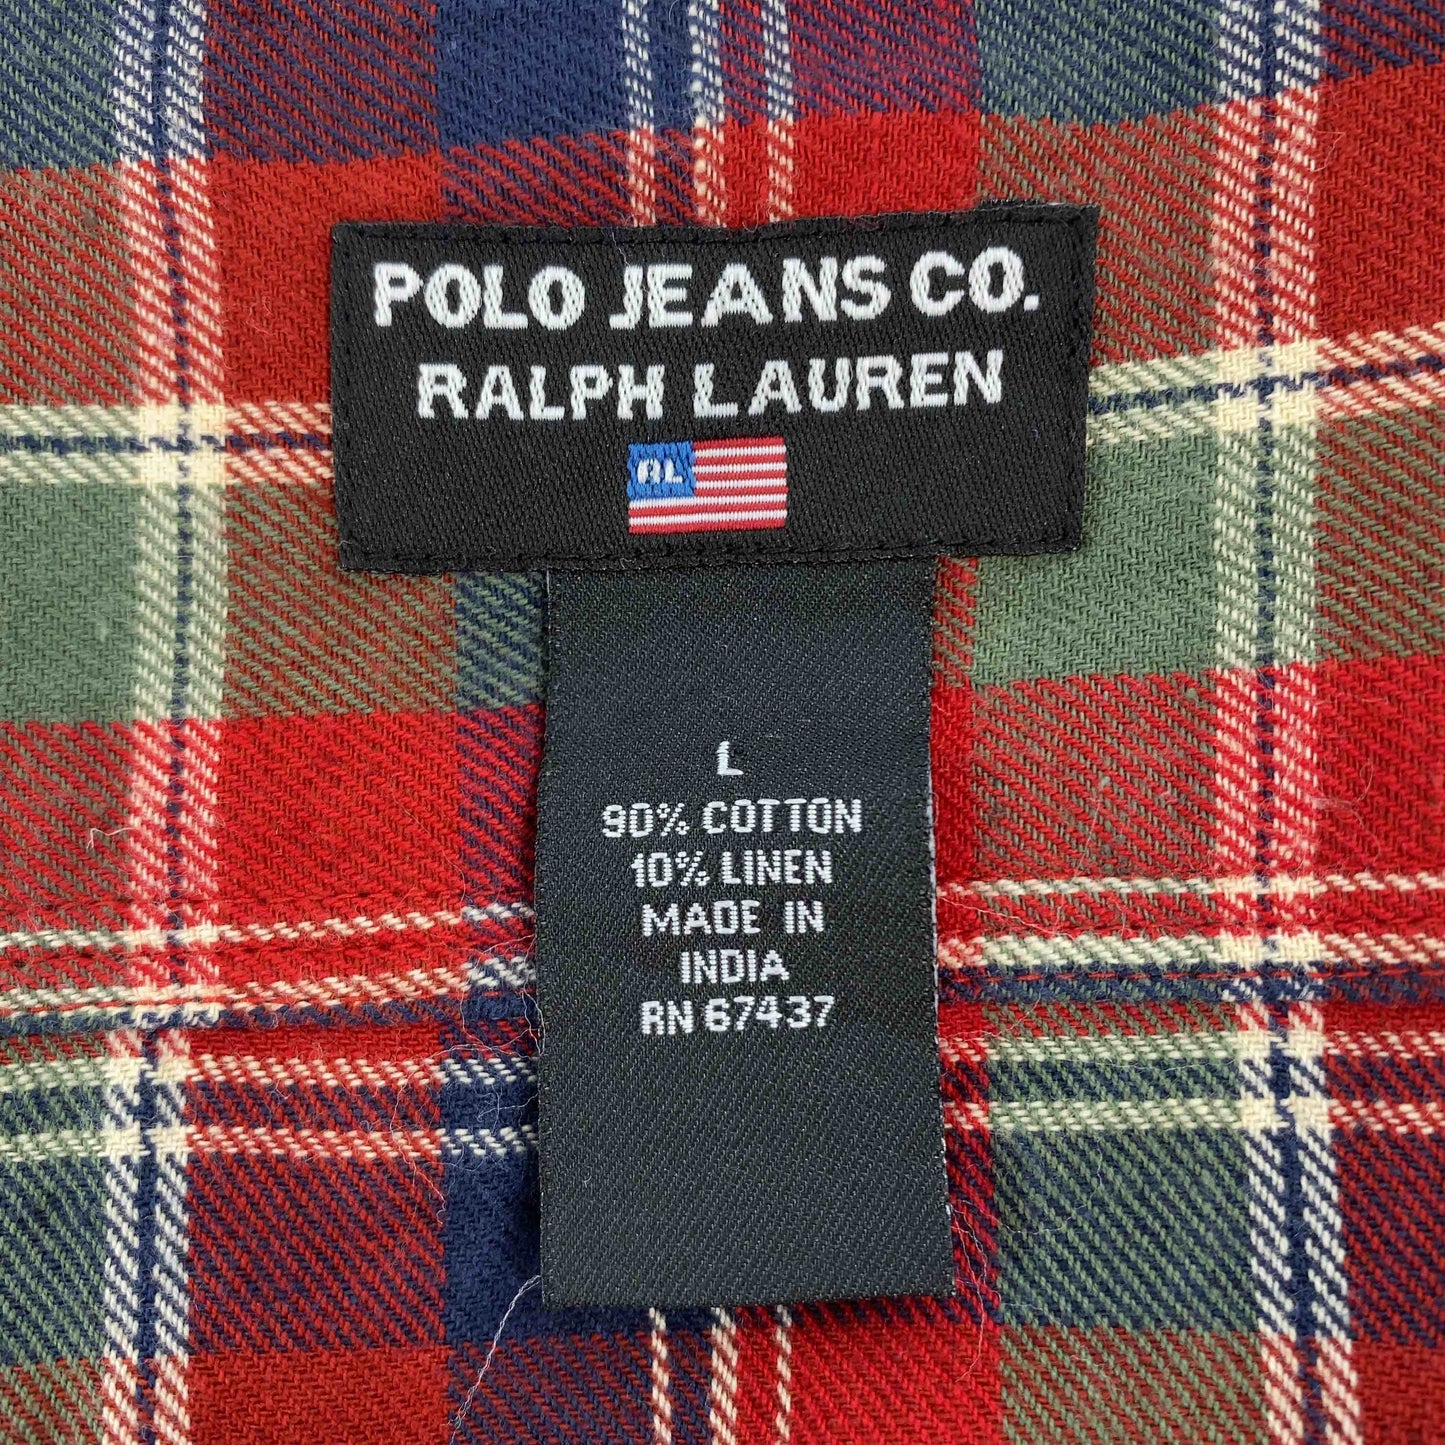 POLO JEANS CO.
RALPH LAUREN
RL
L
90% COTTON
10% LINEN
MADE IN
INDIA
RN 67437